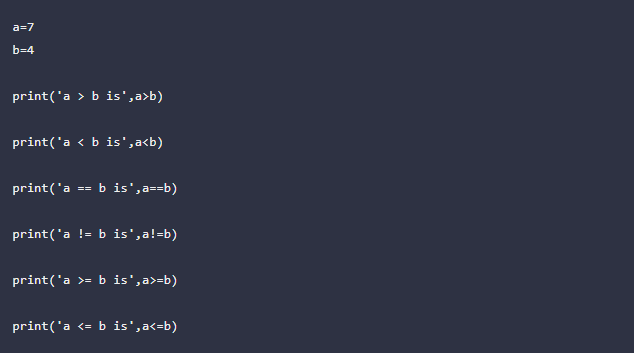 a=7
b=4
print('a > b is',a>b)
print('a < b is',a<b)
print('a == b is',a==b)
print('a != b is',a!=b)
print('a >= b is',a>=b)
print('a <= b is',a<=b)